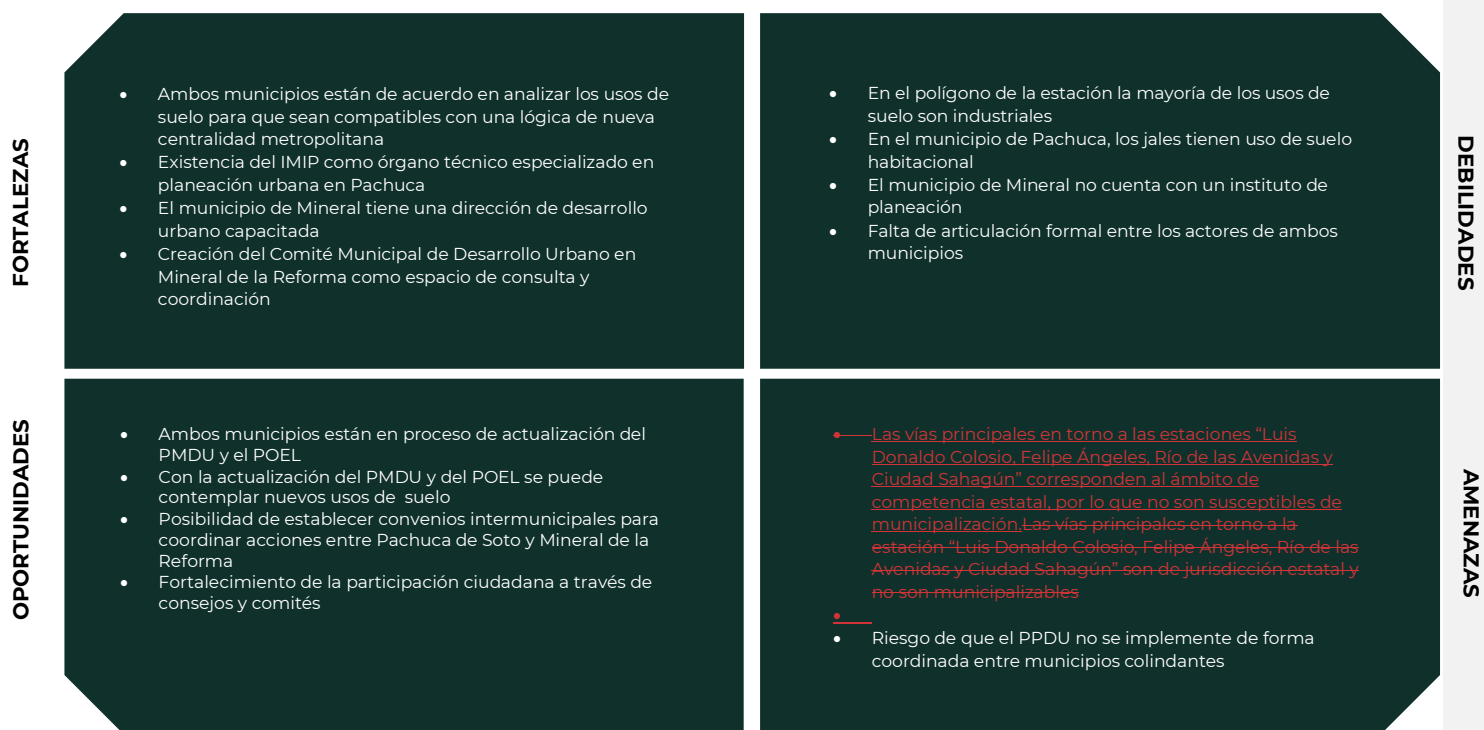 FORTALEZAS
• Ambos municipios están de acuerdo en analizar los usos de
suelo para que sean compatibles con una lógica de nueva
centralidad metropolitana
• Existencia del IMIP como órgano técnico especializado en
planeación urbana en Pachuca
• El municipio de Mineral tiene una dirección de desarrollo
urbano capacitada
• Creación del Comité Municipal de Desarrollo Urbano en
Mineral de la Reforma como espacio de consulta y
coordinación
DEBILIDADES
• En el polígono de la estación la mayoría de los usos de
suelo son industriales
• En el municipio de Pachuca, los jales tienen uso de suelo
habitacional
• El municipio de Mineral no cuenta con un instituto de
planeación
• Falta de articulación formal entre los actores de ambos
municipios
OPORTUNIDADES
• Ambos municipios están en proceso de actualización del
PMDU y el POEL
• Con la actualización del PMDU y del POEL se puede
contemplar nuevos usos de  suelo
• Posibilidad de establecer convenios intermunicipales para
coordinar acciones entre Pachuca de Soto y Mineral de la
Reforma
• Fortalecimiento de la participación ciudadana a través de
consejos y comités
AMENAZAS
• Las vías principales en torno a las estaciones “Luis
Donaldo Colosio, Felipe Ángeles, Río de las Avenidas y
Ciudad Sahagún” corresponden al ámbito de
competencia estatal, por lo que no son susceptibles de
municipalización.Las vías principales en torno a la
estación “Luis Donaldo Colosio, Felipe Ángeles, Río de las
Avenidas y Ciudad Sahagún” son de jurisdicción estatal y
no son municipalizables
•
• Riesgo de que el PPDU no se implemente de forma
coordinada entre municipios colindantes